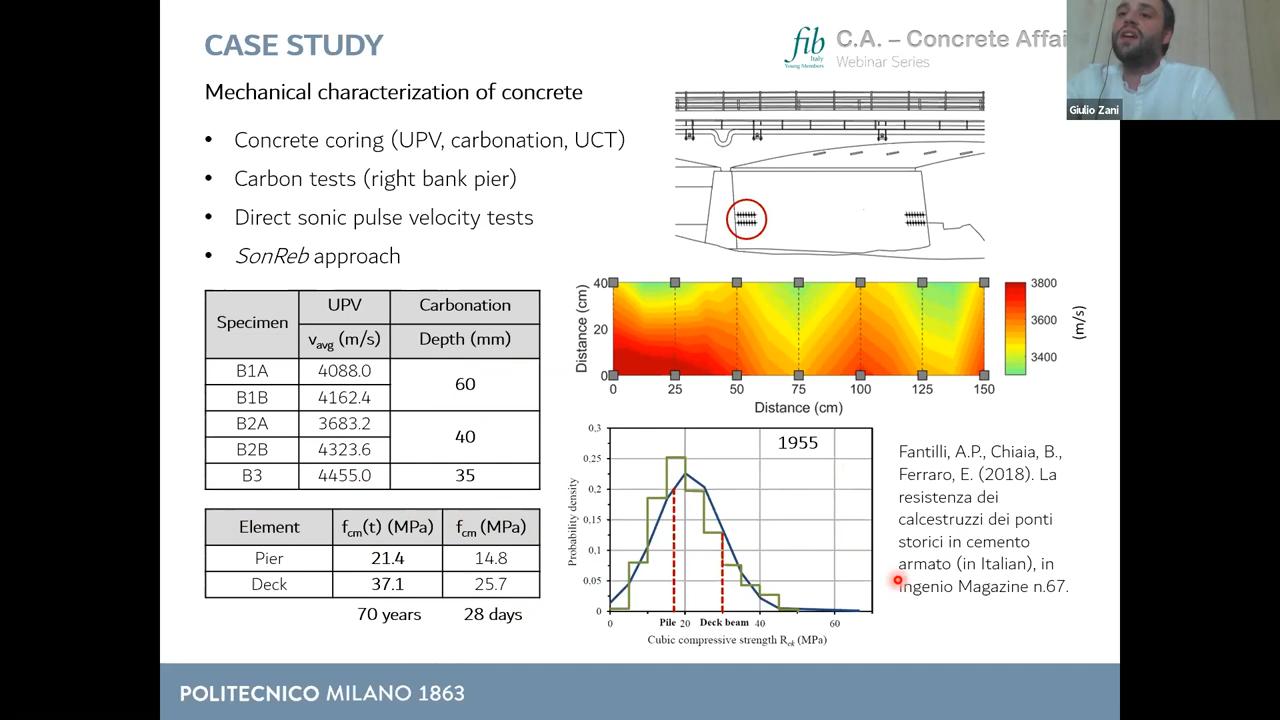 CASE STUDY
fib
Italy
Young Members
C.A. – Concrete Affai
Webinar Series
Giulio Zani
Mechanical characterization of concrete
• Concrete coring (UPV, carbonation, UCT)
• Carbon tests (right bank pier)
• Direct sonic pulse velocity tests
• SonReb approach
Specimen UPV Carbonation
vavg (m/s) Depth (mm)
B1A 4088.0 60
B1B 4162.4
B2A 3683.2 40
B2B 4323.6
B3 4455.0 35
Element fcm(t) (MPa) fcm (MPa)
Pier 21.4 14.8
Deck 37.1 25.7
70 years 28 days
Distance (cm)
40
20
0
0 25 50 75 100 125 150
Distance (cm)
3800
3600
3400
(m/s)
Probability density
0,3
0,25
0,2
0,15
0,1
0,05
0
1955
0 Pile 20 Deck beam 40 60
Cubic compressive strength Rck (MPa)
Fantilli, A.P., Chiaia, B.,
Ferraro, E. (2018). La
resistenza dei
calcestruzzi dei ponti
storici in cemento
armato (in Italian), in
Ingenio Magazine n.67.
POLITECNICO MILANO 1863